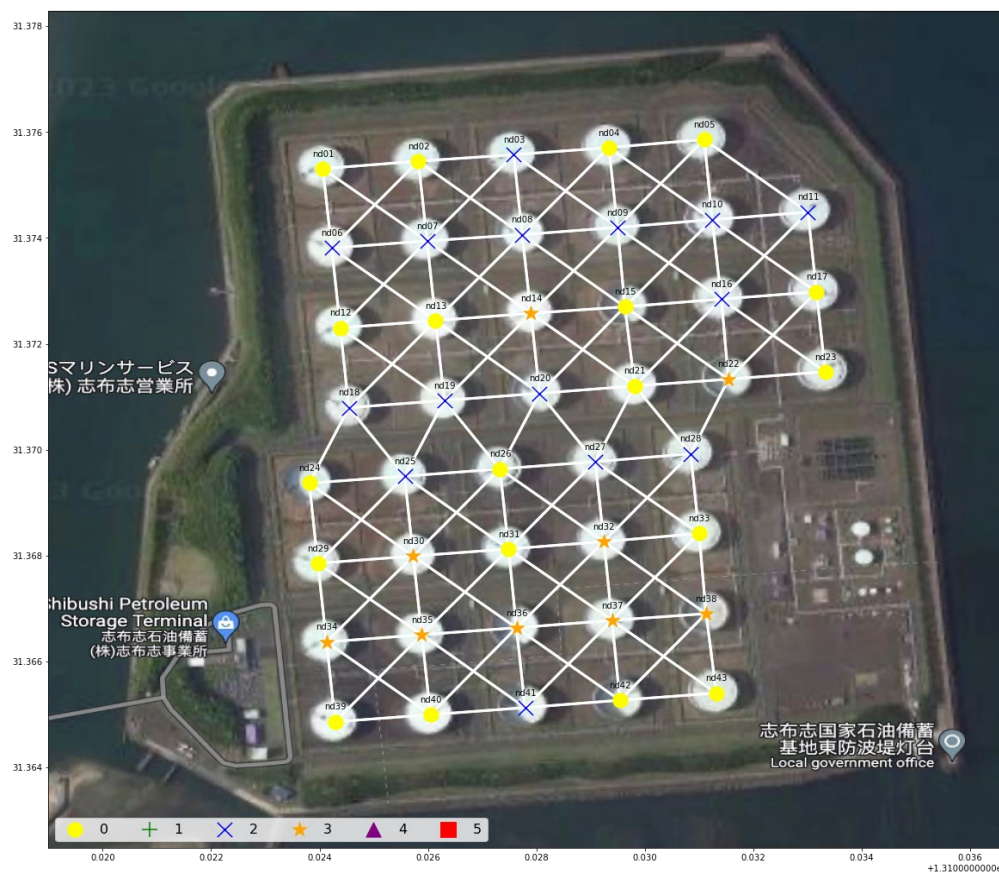 31.378
31.376
31.374
31.372
31.370
31.368
31.366
31.364
2023 Google
nd01
nd02
nd03
nd04
nd05
nd06
nd07
nd08
nd09
nd10
nd11
nd12
nd13
nd14
nd15
nd16
nd17
nd18
nd19
nd20
nd21
nd22
nd23
Sマリンサービス
株) 志布志営業所
nd24
nd25
nd26
nd27
nd28
nd29
nd30
nd31
nd32
nd33
nd34
nd35
nd36
nd37
nd38
Shibushi Petroleum
Storage Terminal
志布志石油備蓄
(株)志布志事業所
nd39
nd40
nd41
nd42
nd43
志布志国家石油備蓄
基地東防波堤灯台
Local government office
0 1 2 3 4 5
0.020 0.022 0.024 0.026 0.028 0.030 0.032 0.034 0.036